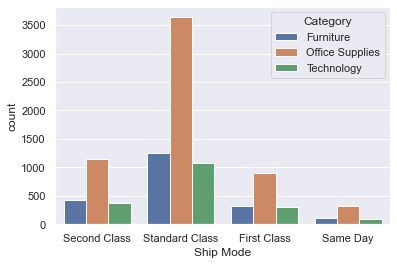 Category
Furniture
Office Supplies
Technology
3500
3000
2500
2000
1500
1000
500
0
count
Second Class
Standard Class
First Class
Same Day
Ship Mode